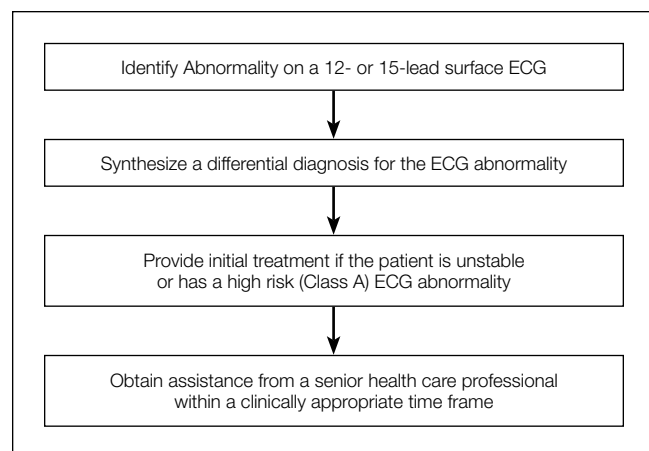 Identify Abnormality on a 12- or 15-lead surface ECG
Synthesize a differential diagnosis for the ECG abnormality
Provide initial treatment if the patient is unstable
or has a high risk (Class A) ECG abnormality
Obtain assistance from a senior health care professional
within a clinically appropriate time frame